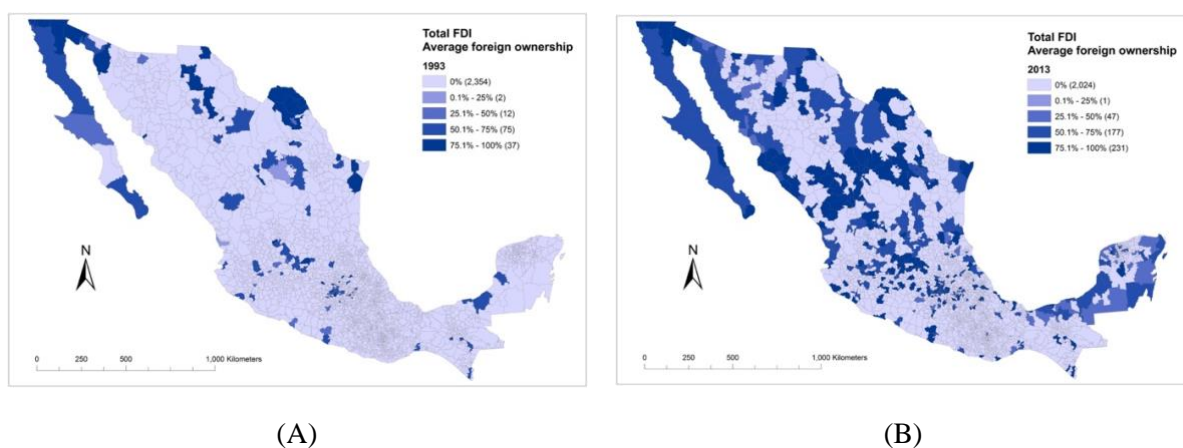 Total FDI
Average foreign ownership
1993
0% (2,354)
0.1% - 25% (2)
25.1% - 50% (12)
50.1% - 75% (75)
75.1% - 100% (37)
N
0 250 500 1,000 Kilometers
(A)
Total FDI
Average foreign ownership
2013
0% (2,024)
0.1% - 25% (1)
25.1% - 50% (47)
50.1% - 75% (177)
75.1% - 100% (231)
N
0 250 500 1,000 Kilometers
(B)